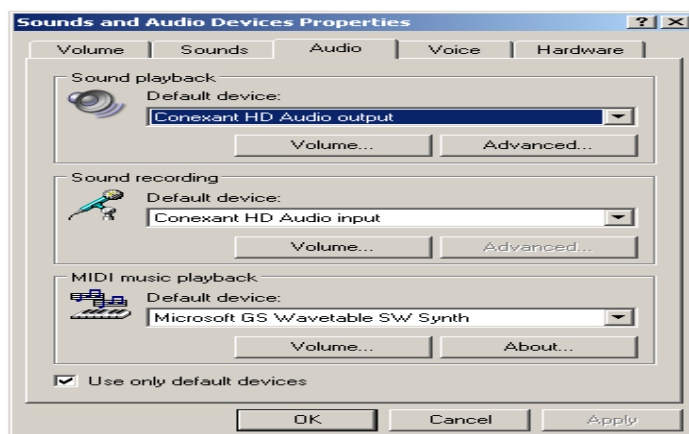 Sounds and Audio Devices Properties
Volume Sounds Audio Voice Hardware
Sound playback
Default device:
Conexant HD Audio output
Volume... Advanced...
Sound recording
Default device:
Conexant HD Audio input
Volume... Advanced...
MIDI music playback
Default device:
Microsoft GS Wavetable SW Synth
Volume... About...
Use only default devices
OK Cancel Apply